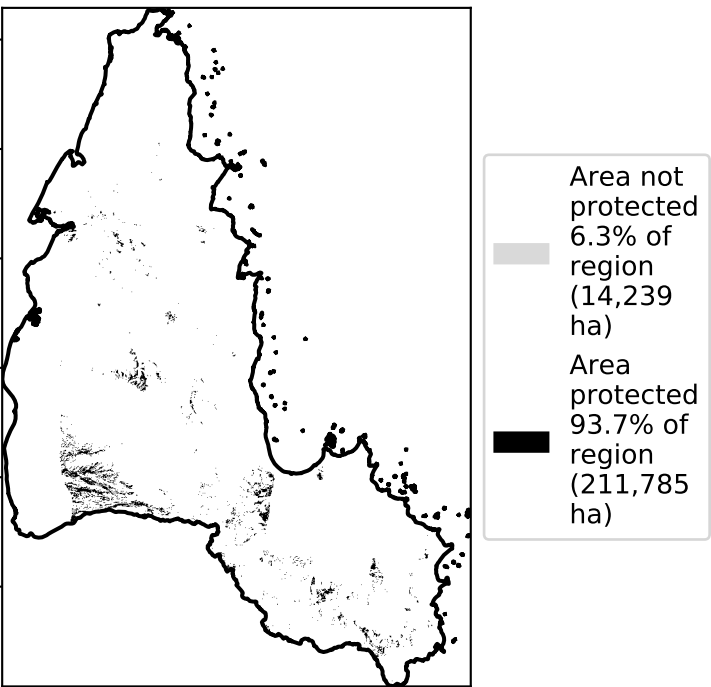 Area not
protected
6.3% of
region
(14,239
ha)
Area
protected
93.7% of
region
(211,785
ha)